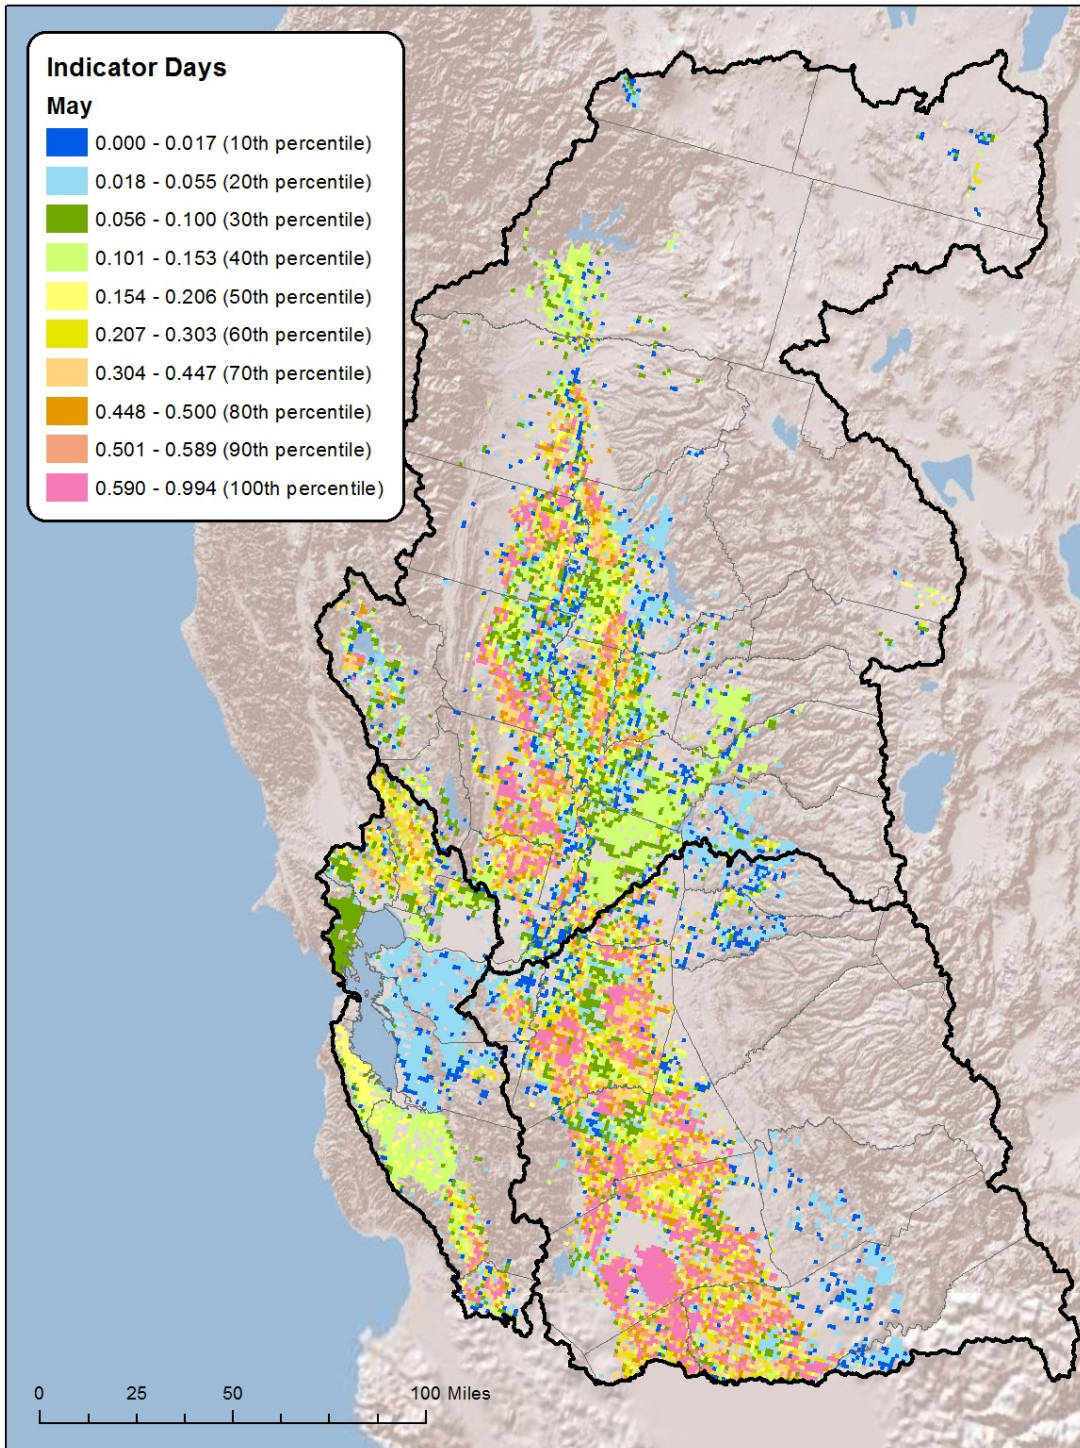 Indicator Days
May
0.000 - 0.017 (10th percentile)
0.018 - 0.055 (20th percentile)
0.056 - 0.100 (30th percentile)
0.101 - 0.153 (40th percentile)
0.154 - 0.206 (50th percentile)
0.207 - 0.303 (60th percentile)
0.304 - 0.447 (70th percentile)
0.448 - 0.500 (80th percentile)
0.501 - 0.589 (90th percentile)
0.590 - 0.994 (100th percentile)
0 25 50 100 Miles